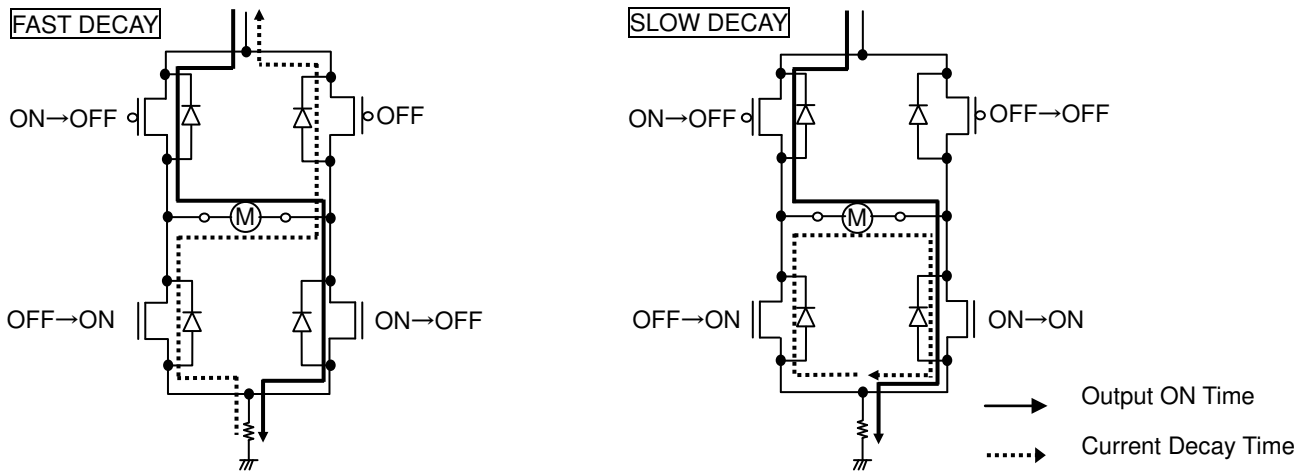 FAST DECAY
ON→OFF
OFF
M
OFF→ON
ON→OFF
SLOW DECAY
ON→OFF
OFF→OFF
M
OFF→ON
ON→ON
Output ON Time
Current Decay Time